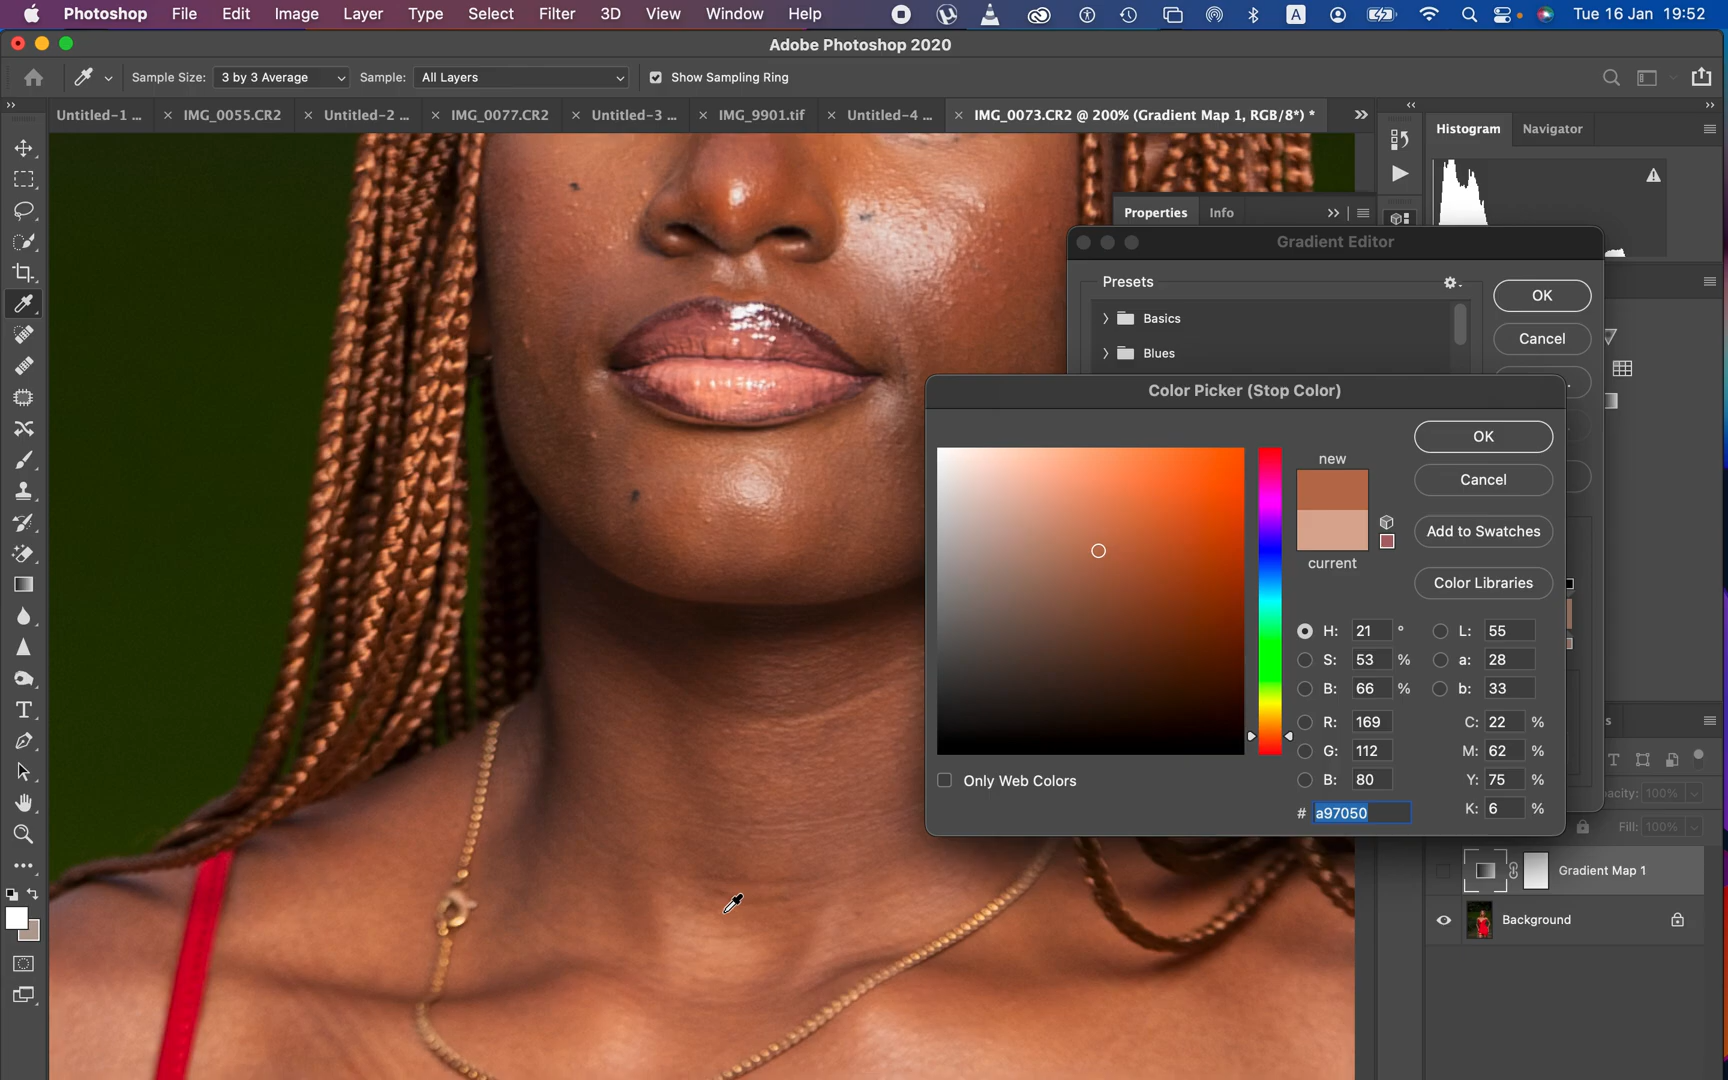 Photoshop File Edit Image Layer Type Select Filter 3D View Window Help A Tue 16 Jan 19:52
Adobe Photoshop 2020
Sample Size: 3 by 3 Average Sample: All Layers Show Sampling Ring
Untitled-1 ... × IMG_0055.CR2 × Untitled-2 ... × IMG_0077.CR2 × Untitled-3 ... × IMG_9901.tif × Untitled-4 ... × IMG_0073.CR2 @ 200% (Gradient Map 1, RGB/8*) *
Histogram Navigator
Properties Info
Gradient Editor
Presets
Basics
Blues
OK
Cancel
Color Picker (Stop Color)
new
current
OK
Cancel
Add to Swatches
Color Libraries
H: 21 ° L: 55
S: 53 % a: 28
B: 66 % b: 33
R: 169 C: 22 %
G: 112 M: 62 %
B: 80 Y: 75 %
# a97050 K: 6 %
Only Web Colors
100%
Fill: 100%
Gradient Map 1
Background